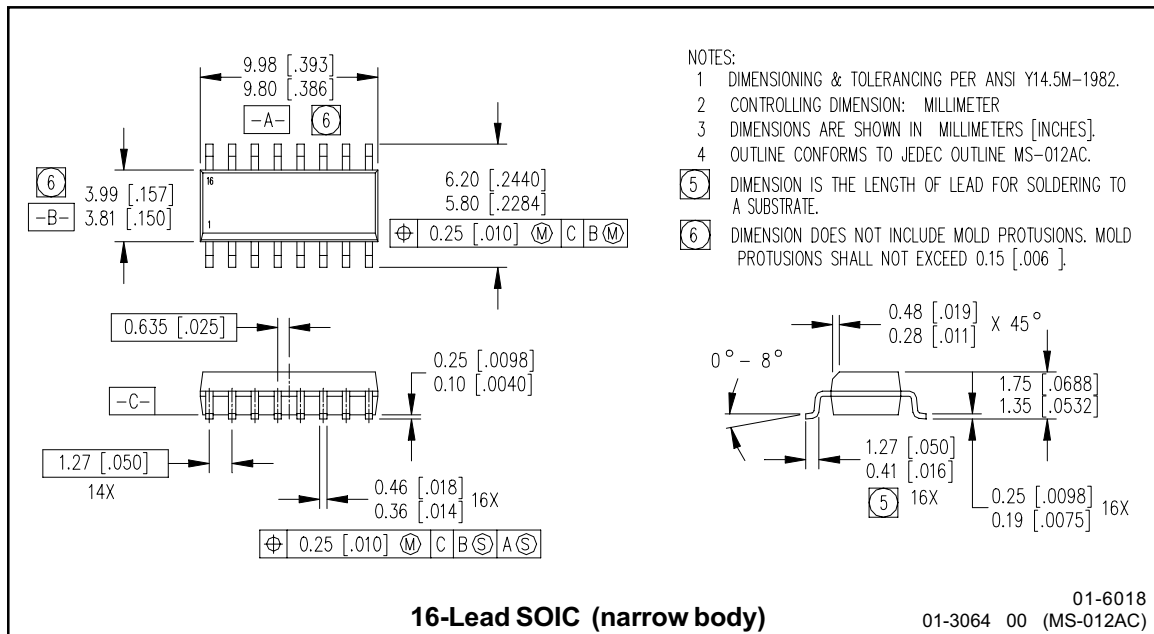 9.98 [.393]
9.80 [.386]
-A- 6
6
3.99 [.157]
-B- 3.81 [.150]
16
1
6.20 [.2440]
5.80 [.2284]
⌖ 0.25 [.010] Ⓜ C B Ⓜ
NOTES:
1 DIMENSIONING & TOLERANCING PER ANSI Y14.5M-1982.
2 CONTROLLING DIMENSION: MILLIMETER
3 DIMENSIONS ARE SHOWN IN MILLIMETERS [INCHES].
4 OUTLINE CONFORMS TO JEDEC OUTLINE MS-012AC.
5 DIMENSION IS THE LENGTH OF LEAD FOR SOLDERING TO
A SUBSTRATE.
6 DIMENSION DOES NOT INCLUDE MOLD PROTUSIONS. MOLD
PROTUSIONS SHALL NOT EXCEED 0.15 [.006 ].
0.635 [.025]
0.25 [.0098]
0.10 [.0040]
-C-
1.27 [.050]
14X
0.46 [.018]
0.36 [.014] 16X
⌖ 0.25 [.010] Ⓜ C B Ⓢ A Ⓢ
0.48 [.019]
0.28 [.011] X 45°
0°- 8°
1.75 [.0688]
1.35 [.0532]
1.27 [.050]
0.41 [.016]
5 16X
0.25 [.0098]
0.19 [.0075] 16X
16-Lead SOIC (narrow body)
01-6018
01-3064 00 (MS-012AC)